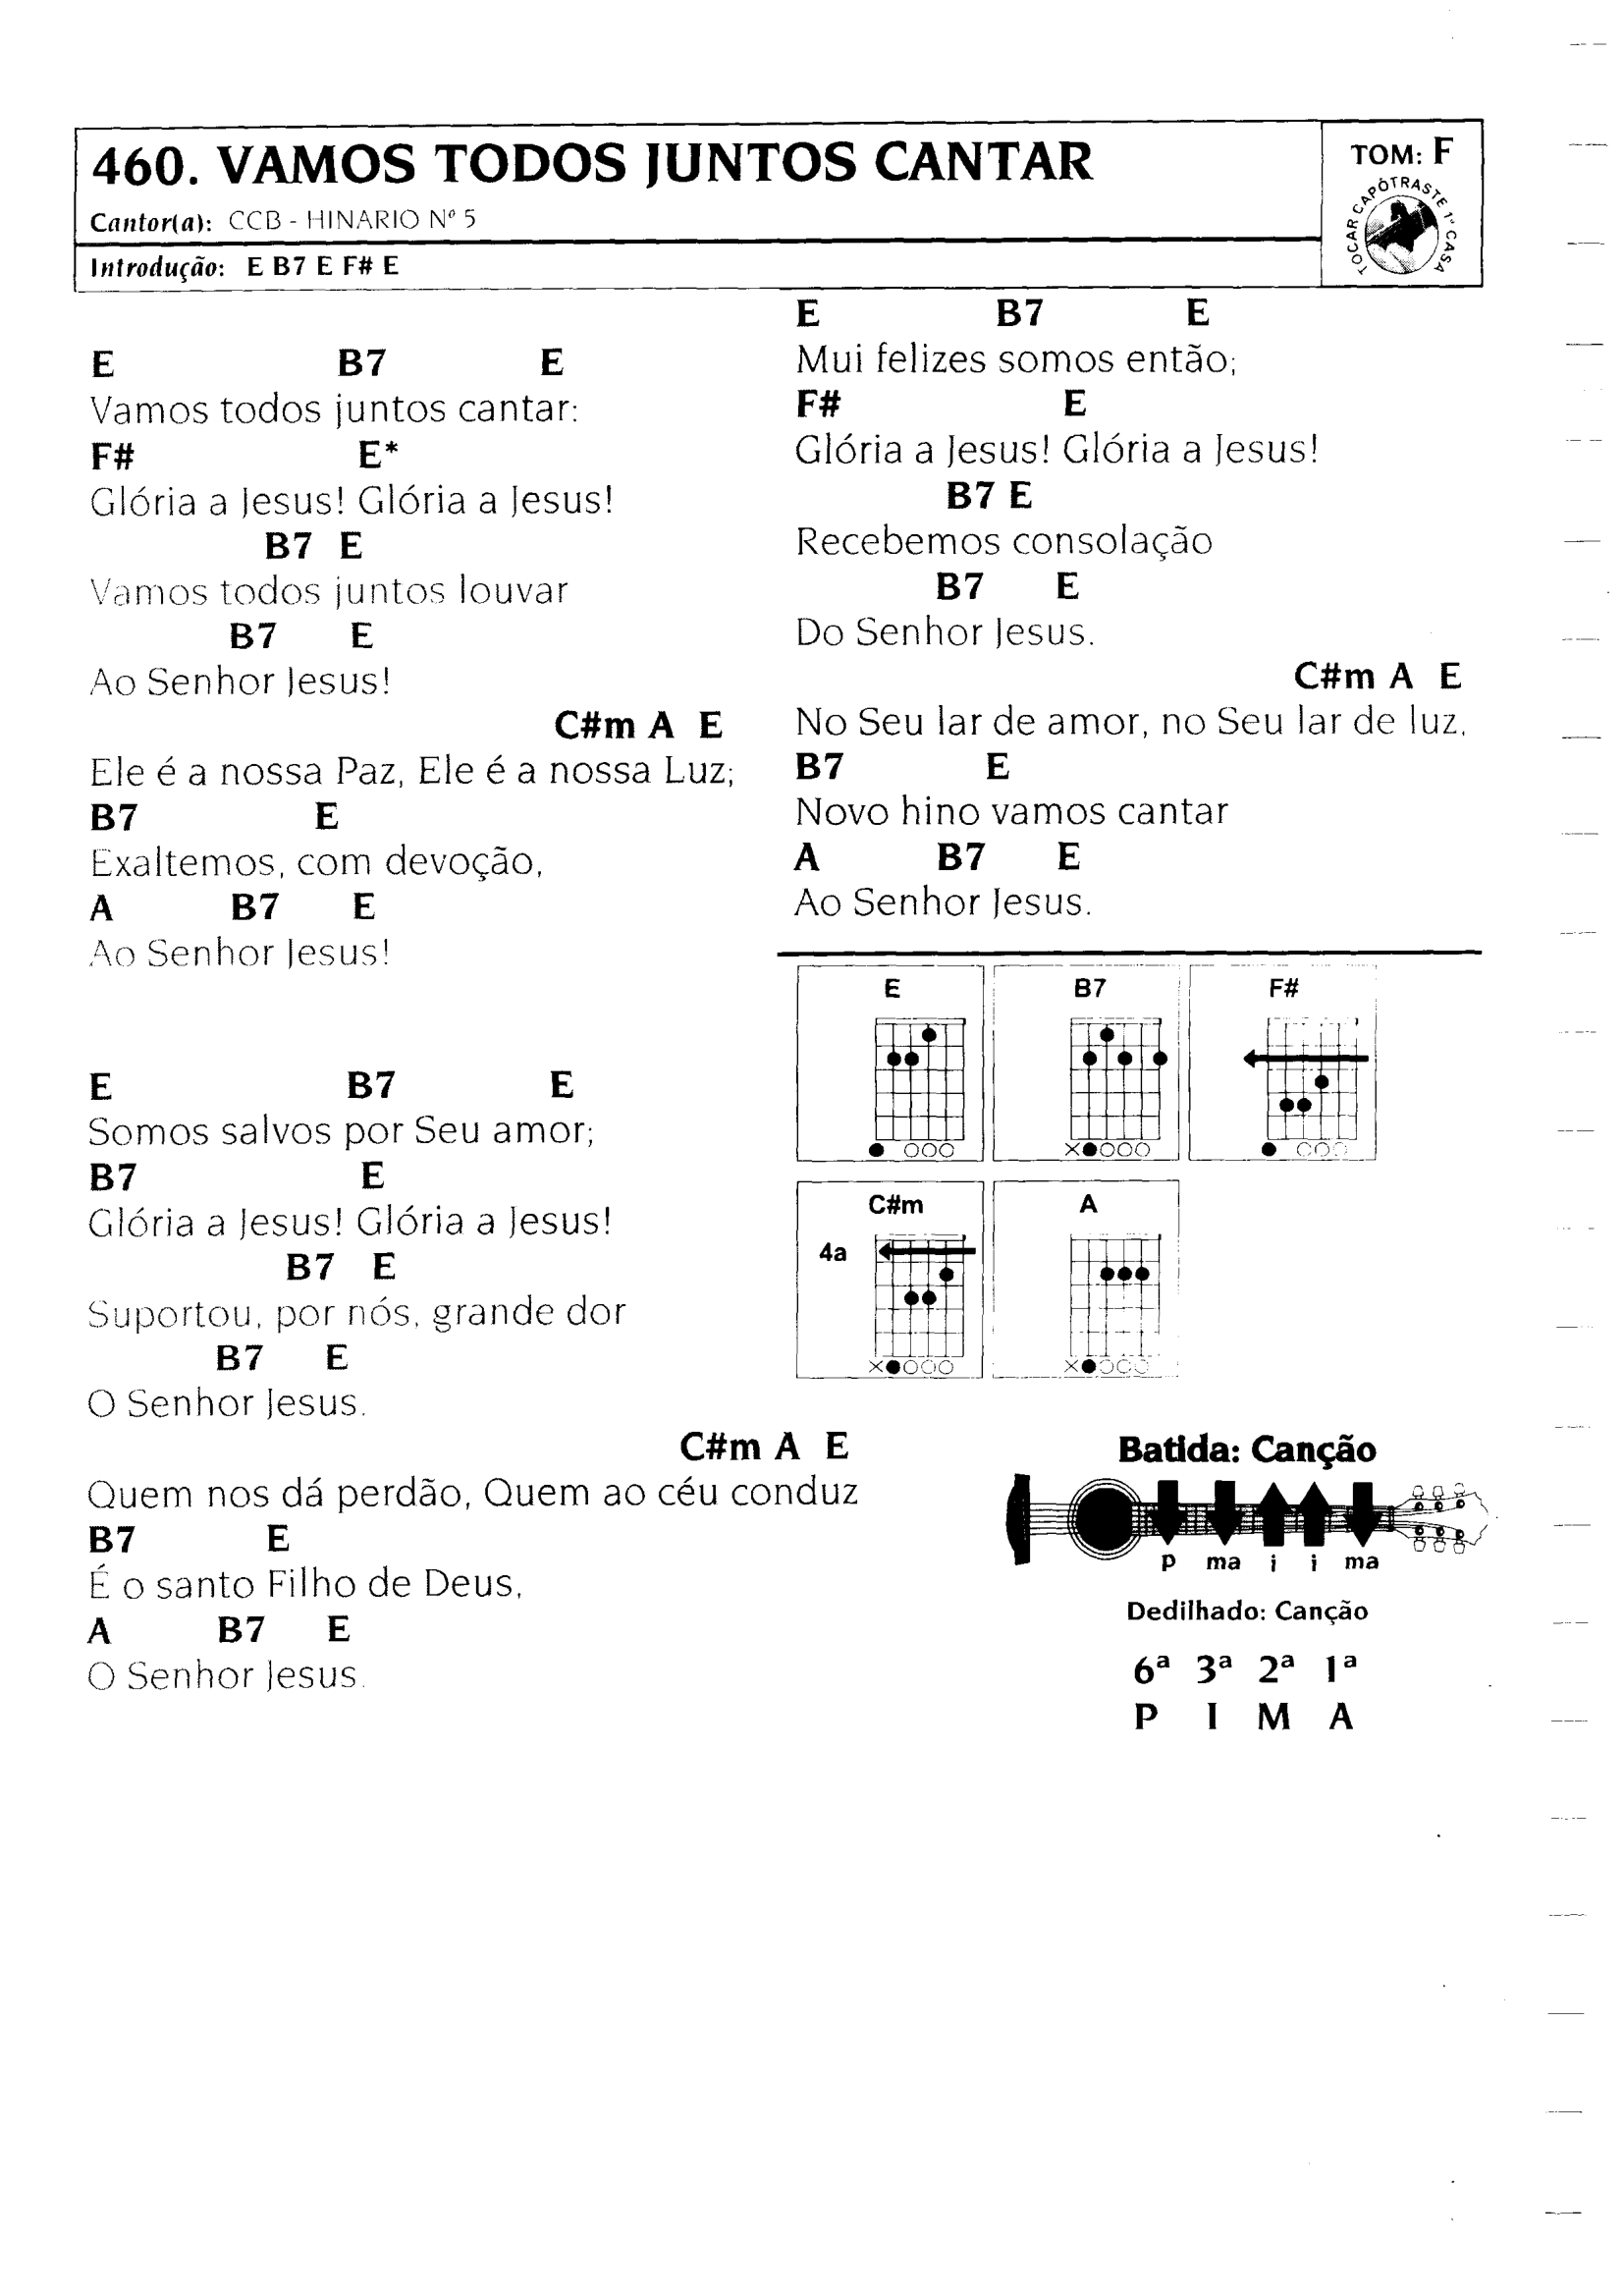 460. VAMOS TODOS JUNTOS CANTAR
Cantor(a): CCB - HINARIO Nº 5
Introdução: E B7 E F# E
TOM: F
TOCAR CAPÓTRASTE 1ª CASA
E B7 E
Vamos todos juntos cantar:
F# E*
Glória a Jesus! Glória a Jesus!
B7 E
Vamos todos juntos louvar
B7 E
Ao Senhor Jesus!
C#m A E
Ele é a nossa Paz, Ele é a nossa Luz;
B7 E
Exaltemos, com devoção,
A B7 E
Ao Senhor Jesus!
E B7 E
Somos salvos por Seu amor;
B7 E
Glória a Jesus! Glória a Jesus!
B7 E
Suportou, por nós, grande dor
B7 E
O Senhor Jesus.
C#m A E
Quem nos dá perdão, Quem ao céu conduz
B7 E
É o santo Filho de Deus,
A B7 E
O Senhor Jesus.
E B7 E
Mui felizes somos então;
F# E
Glória a Jesus! Glória a Jesus!
B7 E
Recebemos consolação
B7 E
Do Senhor Jesus.
C#m A E
No Seu lar de amor, no Seu lar de luz,
B7 E
Novo hino vamos cantar
A B7 E
Ao Senhor Jesus.
E B7 F#
C#m A
4a
Batida: Canção
p ma i i ma
Dedilhado: Canção
6ª 3ª 2ª 1ª
P I M A